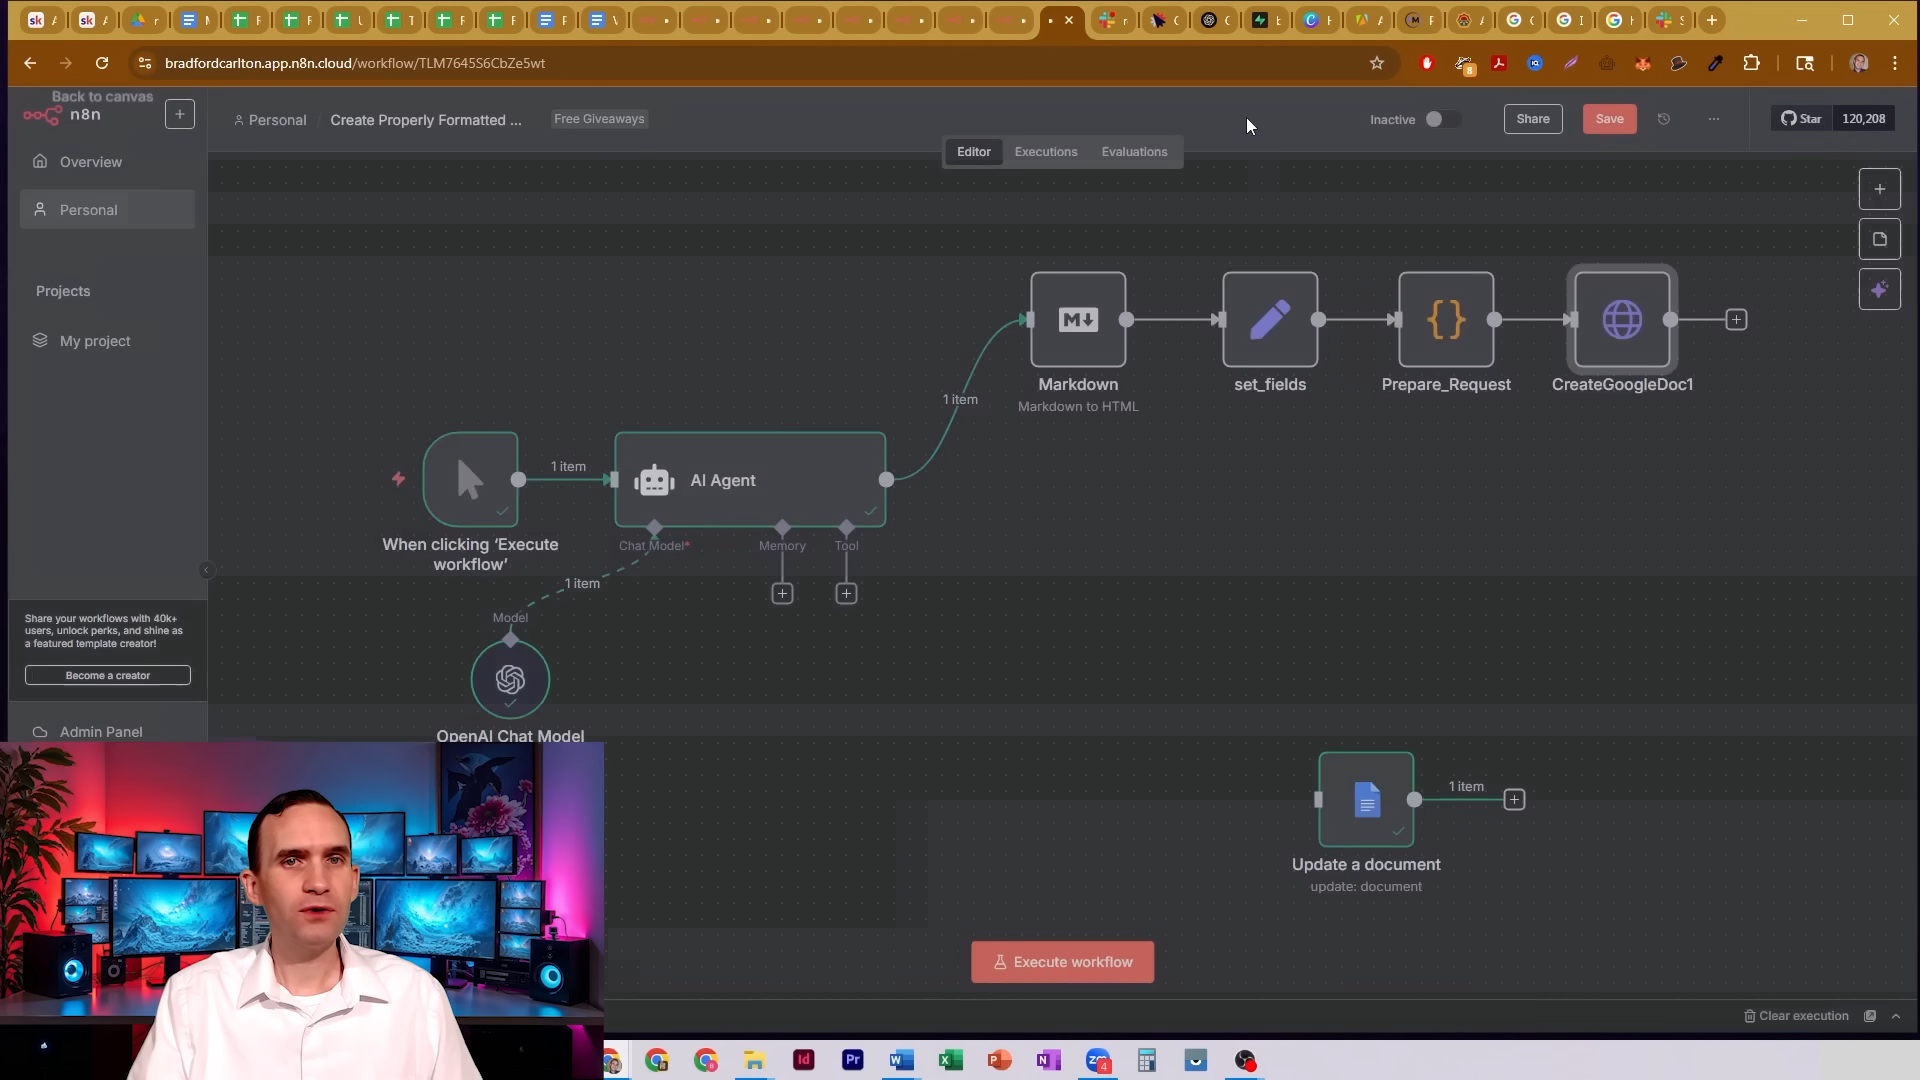 bradfordcarlton.app.n8n.cloud/workflow/TLM7645S6CbZe5wt
8
Back to canvas
n8n
Personal / Create Properly Formatted ...
Free Giveaways
Inactive
Share
Save
Star
120,208
Editor
Executions
Evaluations
Overview
Personal
Projects
My project
Share your workflows with 40k+
users, unlock perks, and shine as
a featured template creator!
Become a creator
Admin Panel
Markdown
Markdown to HTML
set_fields
Prepare_Request
CreateGoogleDoc1
1 item
1 item
AI Agent
When clicking ‘Execute
workflow’
Chat Model*
Memory
Tool
1 item
Model
OpenAI Chat Model
1 item
Update a document
update: document
Execute workflow
Clear execution
4